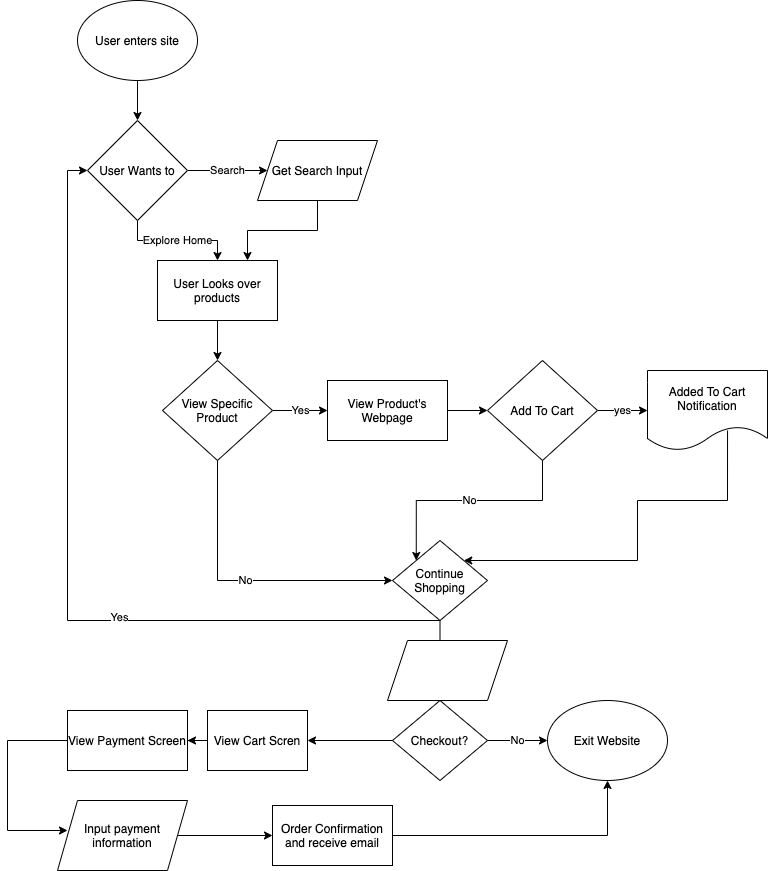 User enters site
User Wants to
Search
Get Search Input
Explore Home
User Looks over
products
View Specific
Product
Yes
View Product's
Webpage
Add To Cart
yes
Added To Cart
Notification
No
No
Continue
Shopping
Yes
View Payment Screen
View Cart Scren
Checkout?
No
Exit Website
Input payment
information
Order Confirmation
and receive email